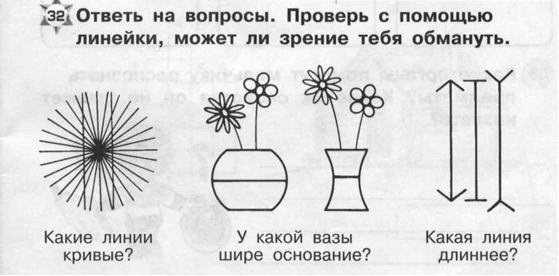 32 Ответь на вопросы. Проверь с помощью
линейки, может ли зрение тебя обмануть.
Какие линии
кривые?
У какой вазы
шире основание?
Какая линия
длиннее?